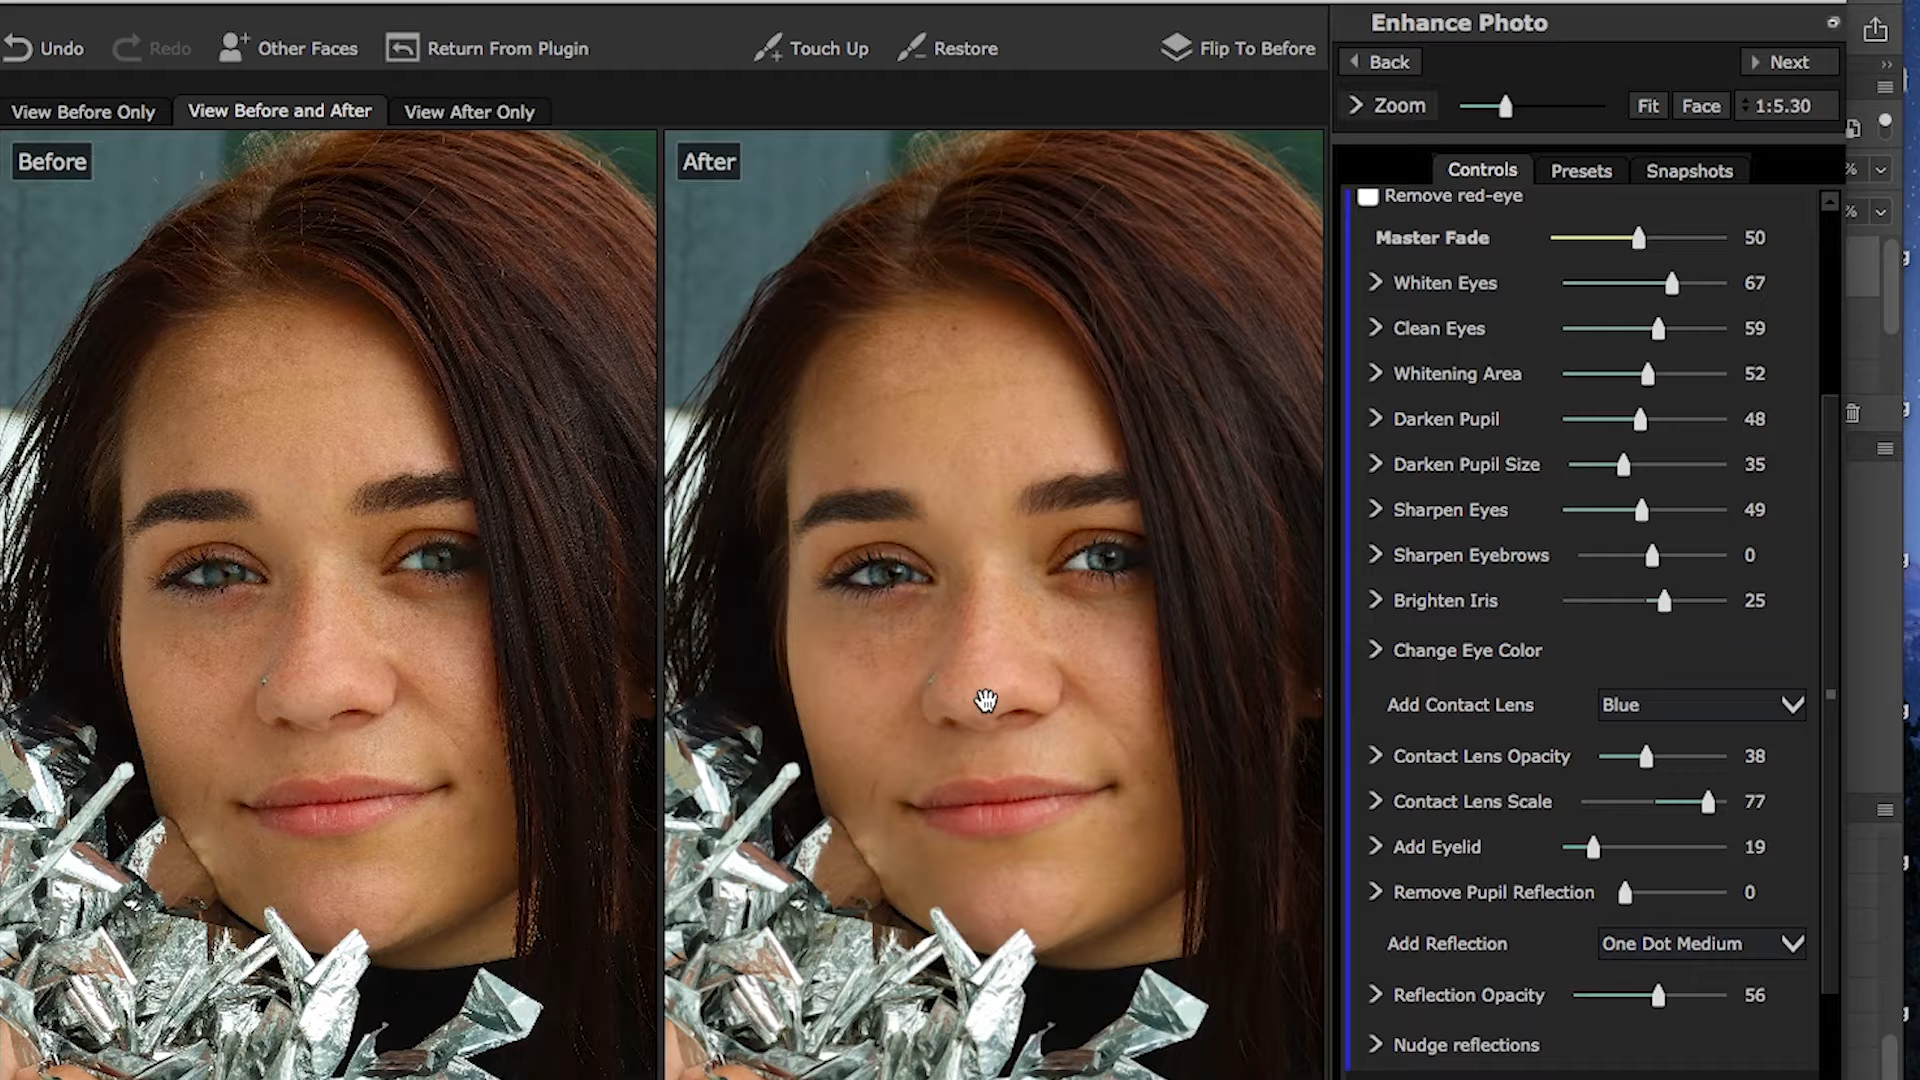 Enhance Photo
Undo
Redo
Other Faces
Return From Plugin
Touch Up
Restore
Flip To Before
Back
Next
Zoom
Fit
Face
1:5.30
View Before Only
View Before and After
View After Only
Before
After
Controls
Presets
Snapshots
Remove red-eye
Master Fade 50
Whiten Eyes 67
Clean Eyes 59
Whitening Area 52
Darken Pupil 48
Darken Pupil Size 35
Sharpen Eyes 49
Sharpen Eyebrows 0
Brighten Iris 25
Change Eye Color
Add Contact Lens Blue
Contact Lens Opacity 38
Contact Lens Scale 77
Add Eyelid 19
Remove Pupil Reflection 0
Add Reflection One Dot Medium
Reflection Opacity 56
Nudge reflections
%
%